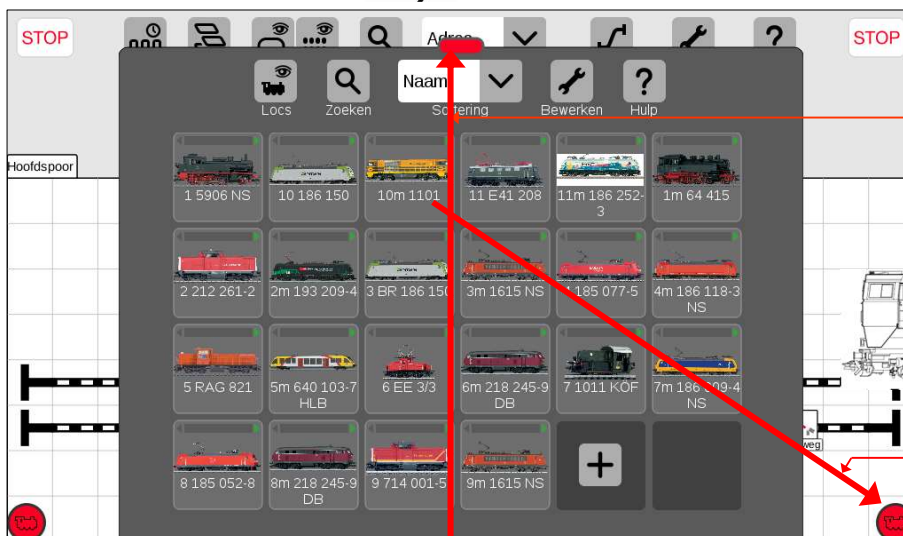 STOP
Adres
STOP
Naam
Locs
Zoeken
Sortering
Bewerken
Hulp
Hoofdspoor
1 5906 NS
10 186 150
10m 1101
11 E41 208
11m 186 252-
3
1m 64 415
2 212 261-2
2m 193 209-4
3 BR 186 150
3m 1615 NS
185 077-5
4m 186 118-3
NS
5 RAG 821
5m 640 103-7
HLB
6 EE 3/3
6m 218 245-9
DB
7 1011 KÖF
7m 186 009-4
NS
weg
8 185 052-8
8m 218 245-9
DB
9 714 001-5
9m 1615 NS